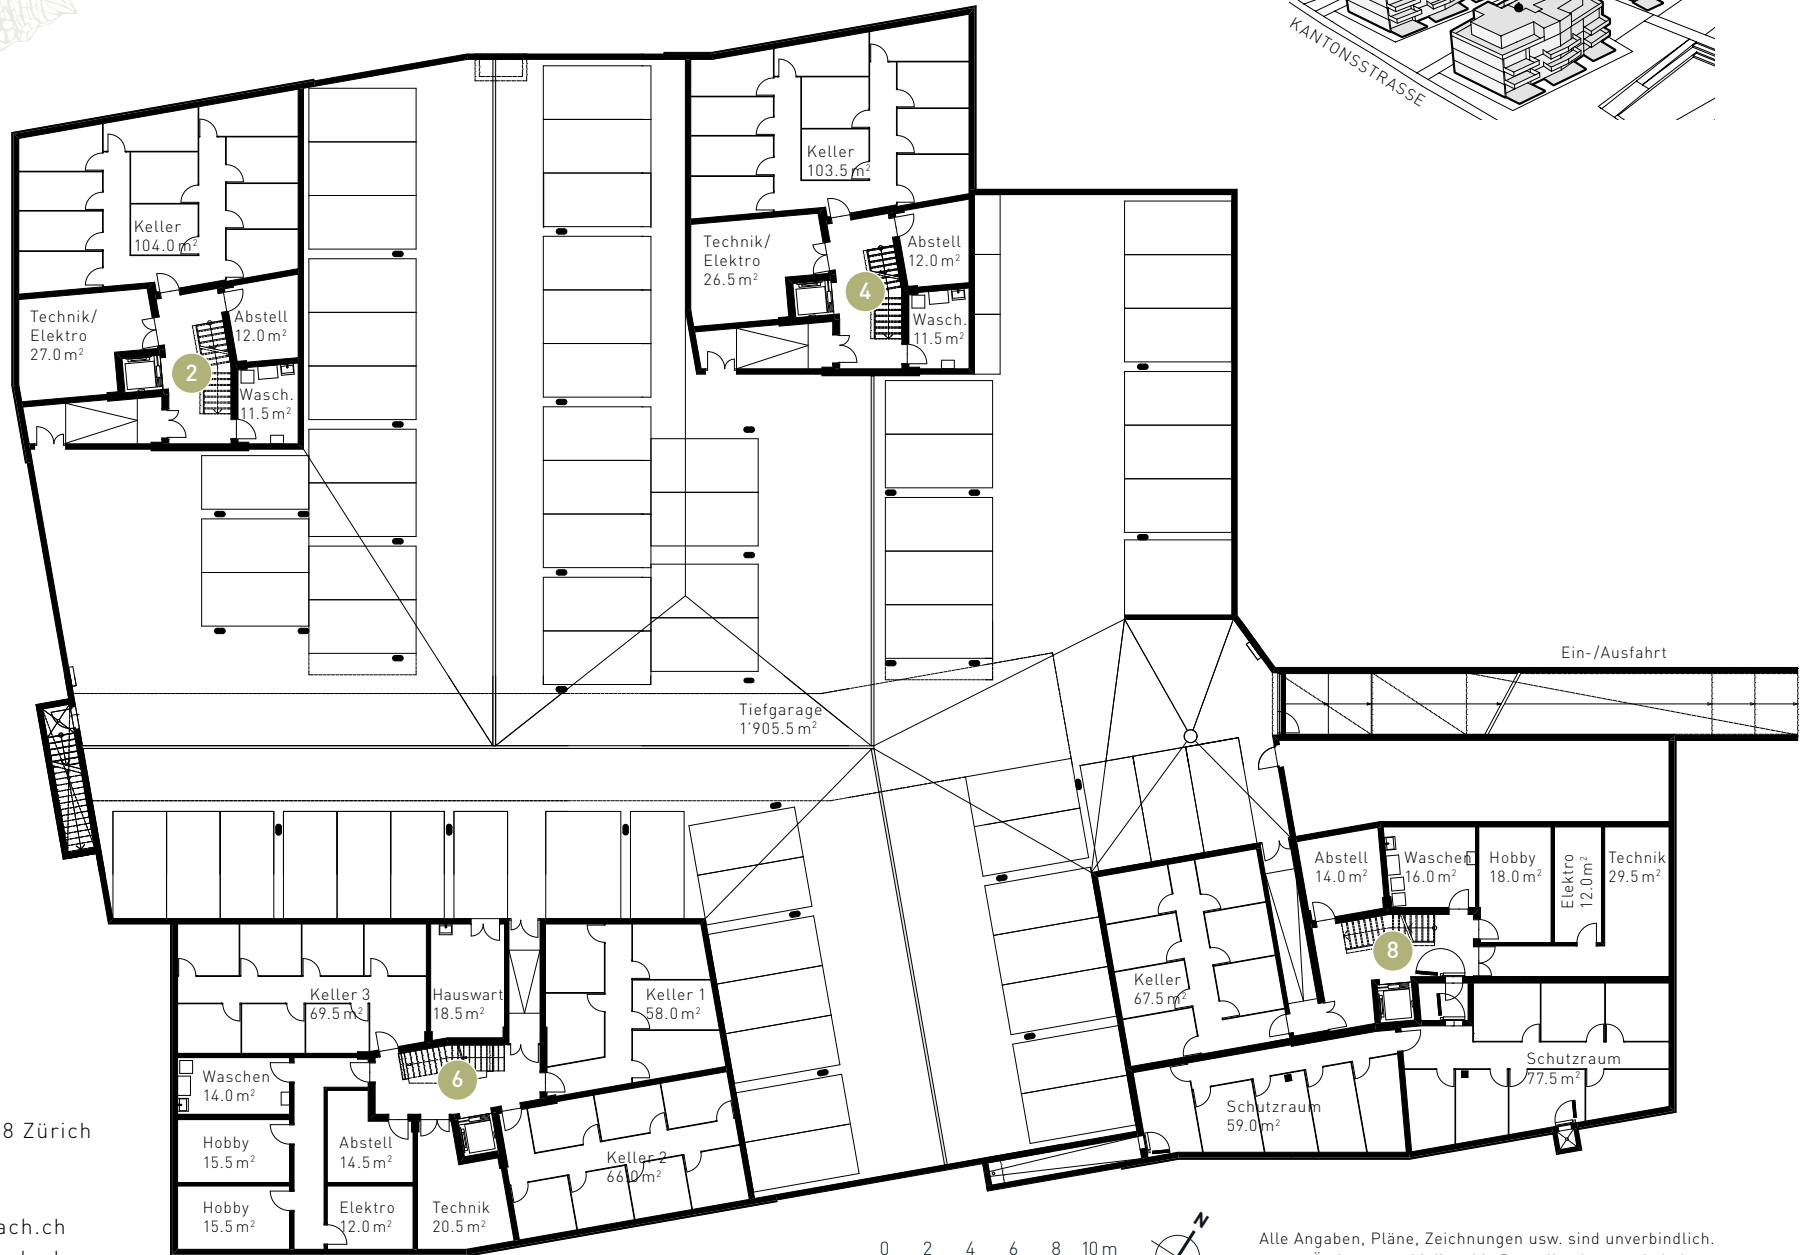 KANTONSSTRASSE
Keller
103.5 m²
Technik/
Elektro
26.5 m²
Abstell
12.0 m²
4
Wasch.
11.5 m²
Keller
104.0 m²
Technik/
Elektro
27.0 m²
Abstell
12.0 m²
2
Wasch.
11.5 m²
Ein-/Ausfahrt
Tiefgarage
1'905.5 m²
Abstell
14.0 m²
Waschen
16.0 m²
Hobby
18.0 m²
Elektro
12.0 m²
Technik
29.5 m²
8
Keller
67.5 m²
Schutzraum
77.5 m²
Schutzraum
59.0 m²
Keller 3
69.5 m²
Hauswart
18.5 m²
Keller 1
58.0 m²
6
Waschen
14.0 m²
Hobby
15.5 m²
Abstell
14.5 m²
Keller 2
66.0 m²
Hobby
15.5 m²
Elektro
12.0 m²
Technik
20.5 m²
8 Zürich
ach.ch
N
0 2 4 6 8 10 m
Alle Angaben, Pläne, Zeichnungen usw. sind unverbindlich.